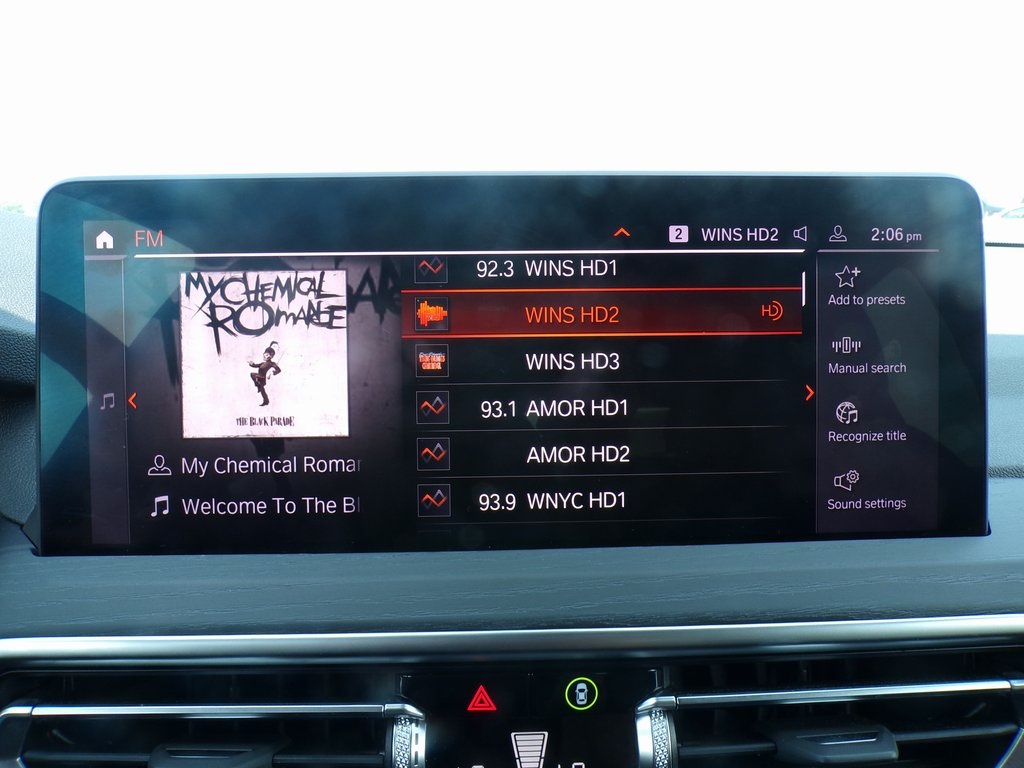 FM
2 WINS HD2
2:06 pm
MY CHEMICAL
ROMANCE
THE BLACK PARADE
My Chemical Roma
Welcome To The Bl
92.3 WINS HD1
WINS HD2 HD
WINS HD3
93.1 AMOR HD1
AMOR HD2
93.9 WNYC HD1
Add to presets
Manual search
Recognize title
Sound settings